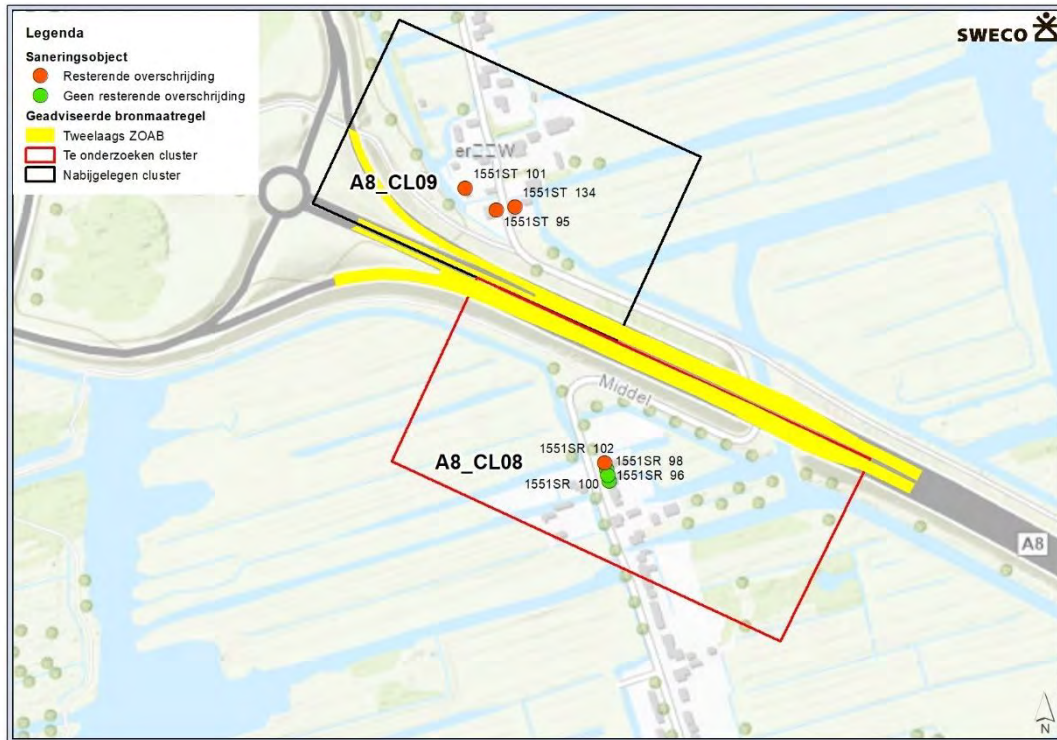 Legenda
Saneringsobject
Resterende overschrijding
Geen resterende overschrijding
Geadviseerde bronmaatregel
Tweelaags ZOAB
Te onderzoeken cluster
Nabijgelegen cluster
SWECO
er□□W
A8_CL09
1551ST 101
1551ST 134
1551ST 95
Middel
A8_CL08
1551SR 102
1551SR 98
1551SR 96
1551SR 100
A8
N